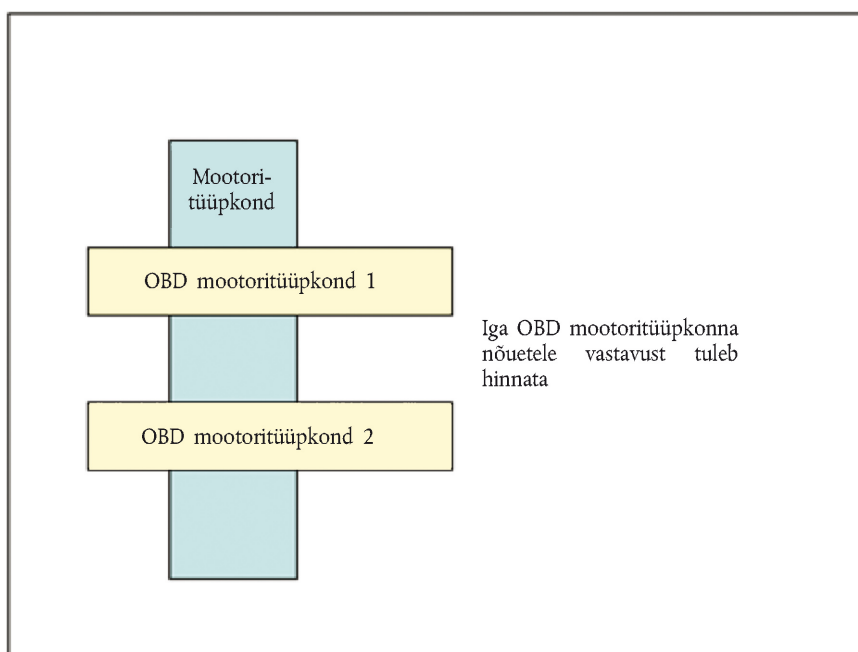 Mootori-
tüüpkond
OBD mootoritüüpkond 1
Iga OBD mootoritüüpkonna
nõuetele vastavust tuleb
hinnata
OBD mootoritüüpkond 2